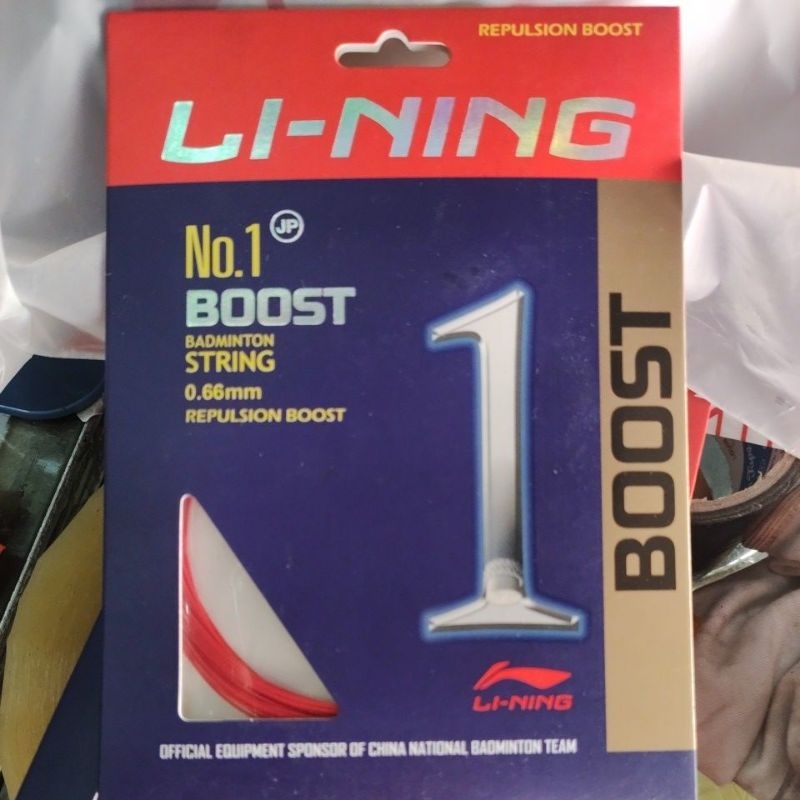 REPULSION BOOST
LI-NING
No.1 JP
BOOST
BADMINTON
STRING
0.66mm
REPULSION BOOST
1
BOOST
LI-NING
OFFICIAL EQUIPMENT SPONSOR OF CHINA NATIONAL BADMINTON TEAM